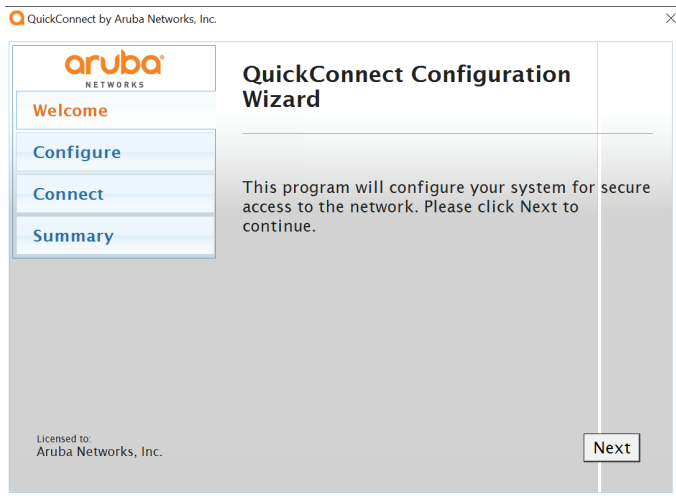 QuickConnect by Aruba Networks, Inc.
aruba
NETWORKS
Welcome
Configure
Connect
Summary
QuickConnect Configuration
Wizard
This program will configure your system for secure
access to the network. Please click Next to
continue.
Licensed to:
Aruba Networks, Inc.
Next